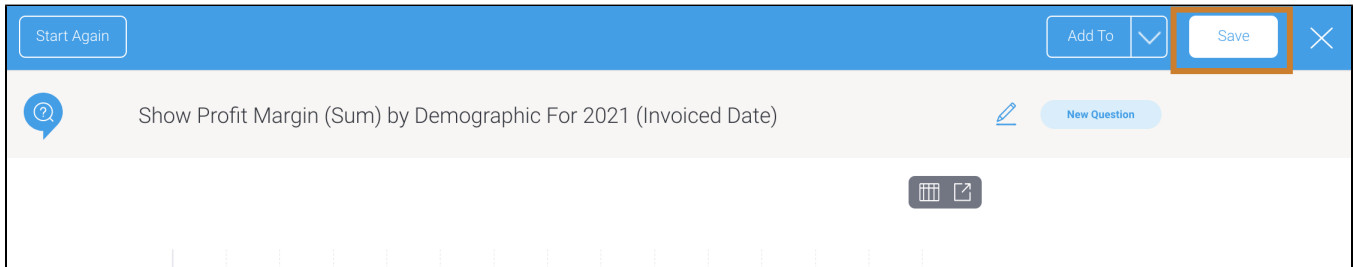 Start Again
Add To
Save
Show Profit Margin (Sum) by Demographic For 2021 (Invoiced Date)
New Question